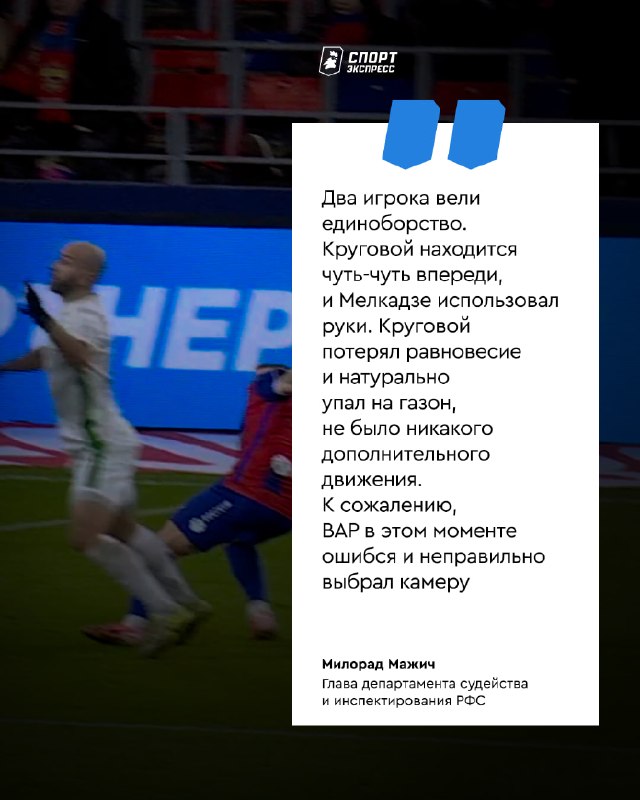 СПОРТ
ЭКСПРЕСС
Два игрока вели
единоборство.
Круговой находится
чуть-чуть впереди,
и Мелкадзе использовал
руки. Круговой
потерял равновесие
и натурально
упал на газон,
не было никакого
дополнительного
движения.
К сожалению,
ВАР в этом моменте
ошибся и неправильно
выбрал камеру
Милорад Мажич
Глава департамента судейства
и инспектирования РФС